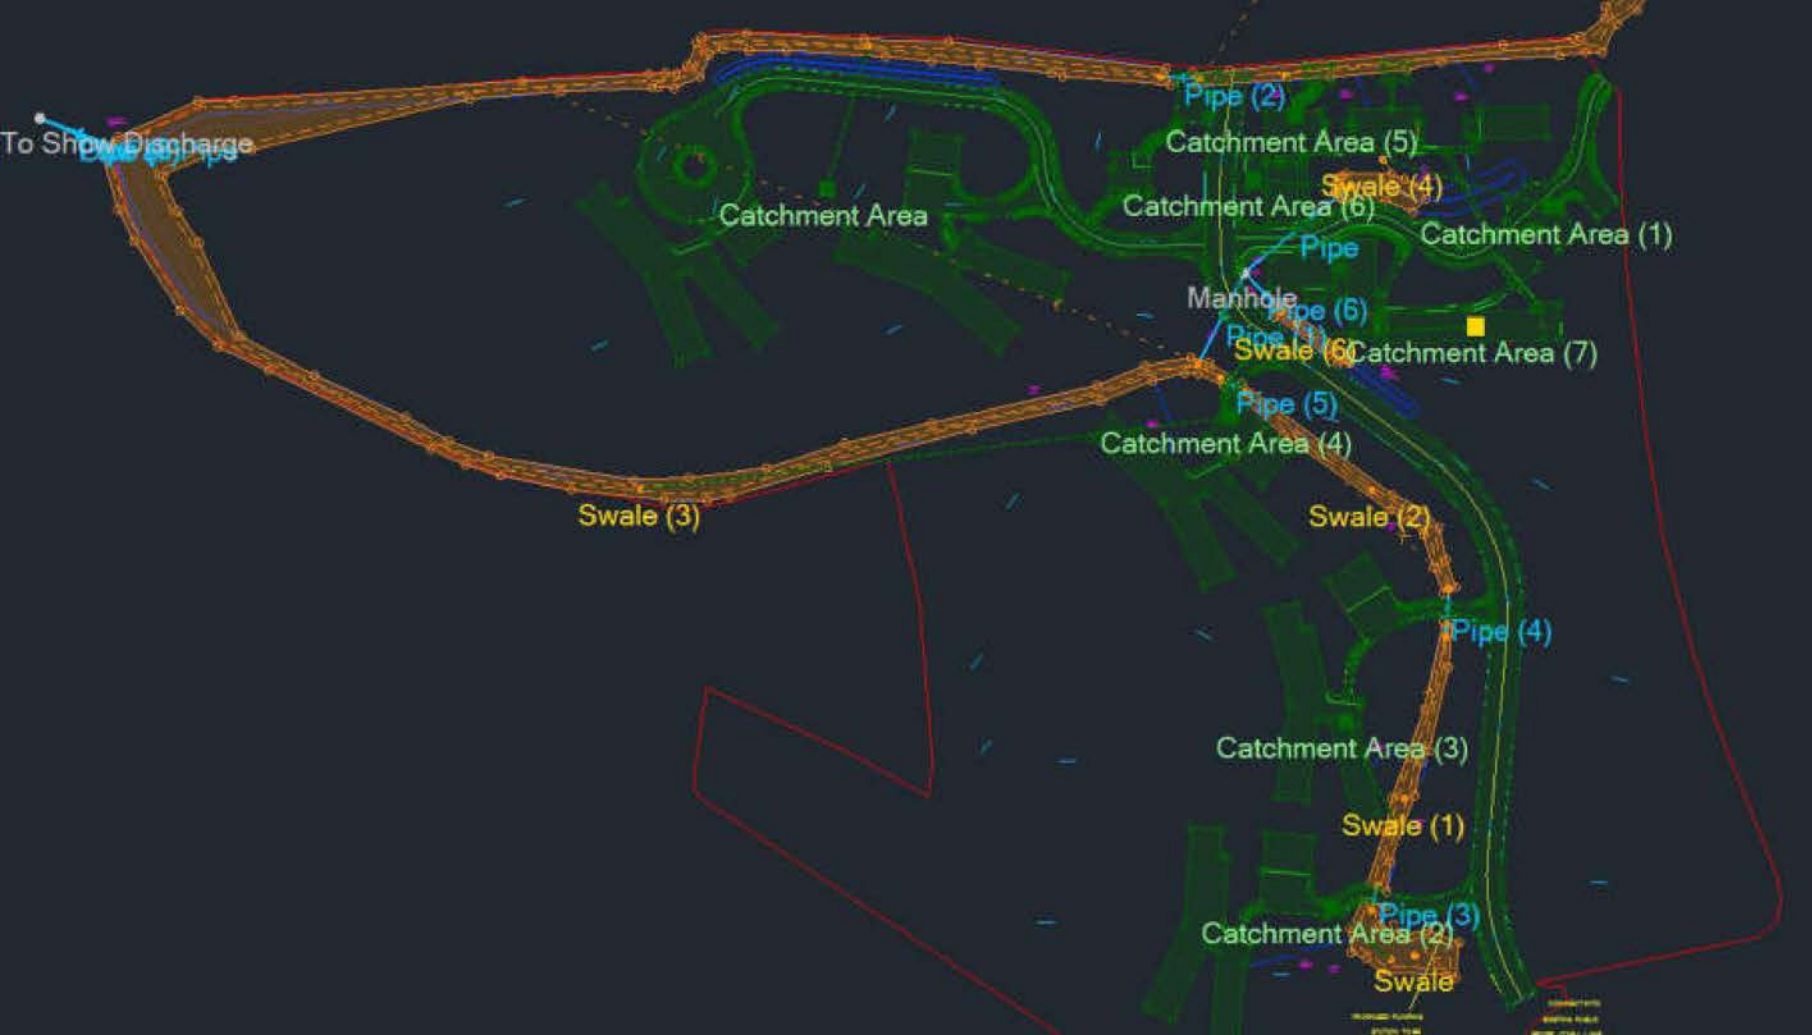 Pipe (2)
To Show Discharge
Catchment Area (5)
Swale (4)
Catchment Area (6)
Catchment Area
Catchment Area (1)
Pipe
Manhole
Pipe (6)
Swale (6)
Catchment Area (7)
Pipe (5)
Catchment Area (4)
Swale (3)
Swale (2)
Pipe (4)
Catchment Area (3)
Swale (1)
Pipe (3)
Catchment Area (2)
Swale